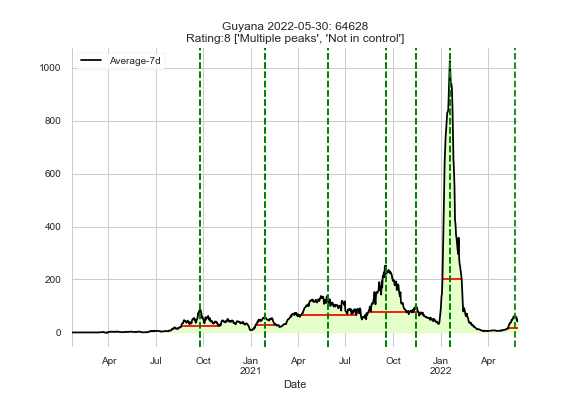 Guyana 2022-05-30: 64628
Rating:8 ['Multiple peaks', 'Not in control']
Average-7d
1000
800
600
400
200
0
Apr Jul Oct Jan Apr Jul Oct Jan Apr
2021 2022
Date